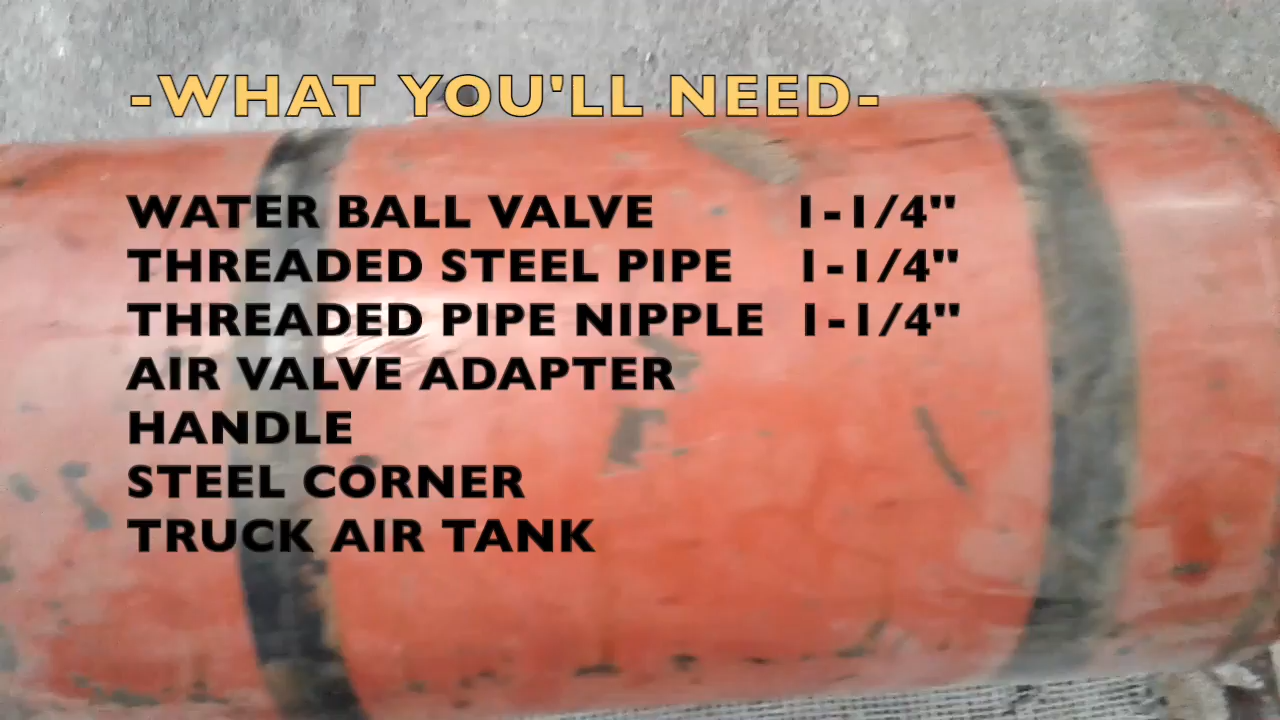 -WHAT YOU'LL NEED-
WATER BALL VALVE 1-1/4"
THREADED STEEL PIPE 1-1/4"
THREADED PIPE NIPPLE 1-1/4"
AIR VALVE ADAPTER
HANDLE
STEEL CORNER
TRUCK AIR TANK